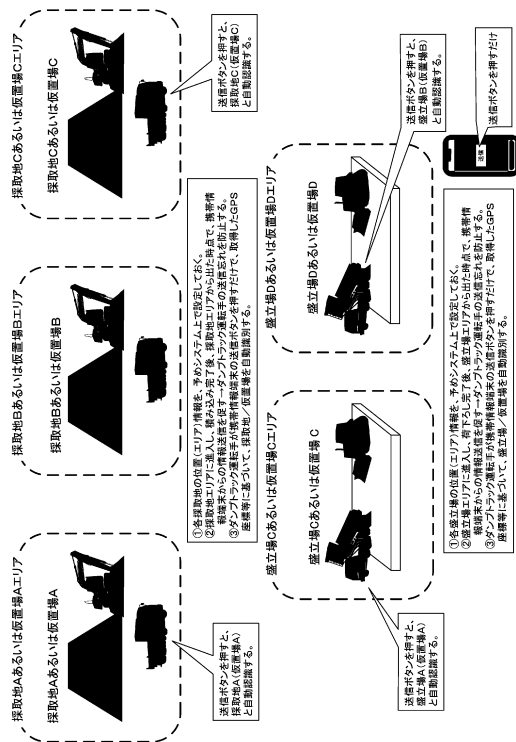 採取地Aあるいは仮置場Aエリア
採取地Aあるいは仮置場A
採取地Bあるいは仮置場Bエリア
採取地Bあるいは仮置場B
採取地Cあるいは仮置場Cエリア
採取地Cあるいは仮置場C
送信ボタンを押すと、
採取地A(仮置場A)
と自動認識する。
送信ボタンを押すと、
採取地C(仮置場C)
と自動認識する。
①各採取地の位置(エリア)情報を、予めシステム上で設定しておく。
②採取地エリアに進入し、積み込み完了後、採取地エリアから出た時点で、携帯情
報端末からの情報送信を促す→ダンプトラック運転手の送信忘れを防止する。
③ダンプトラック運転手が携帯情報端末の送信ボタンを押すだけで、取得したGPS
座標等に基づいて、採取地/仮置場を自動識別する。
盛立場Cあるいは仮置場Cエリア
盛立場Cあるいは仮置場C
盛立場Dあるいは仮置場Dエリア
盛立場Dあるいは仮置場D
送信ボタンを押すと、
盛立場A(仮置場A)
と自動認識する。
送信ボタンを押すと、
盛立場B(仮置場B)
と自動認識する。
①各盛立場の位置(エリア)情報を、予めシステム上で設定しておく。
②盛立場エリアに進入し、荷下ろし完了後、盛立場エリアから出た時点で、携帯情
報端末からの情報送信を促す→ダンプトラック運転手の送信忘れを防止する。
③ダンプトラック運転手が携帯情報端末の送信ボタンを押すだけで、取得したGPS
座標等に基づいて、盛立場/仮置場を自動識別する。
送信
送信ボタンを押すだけ